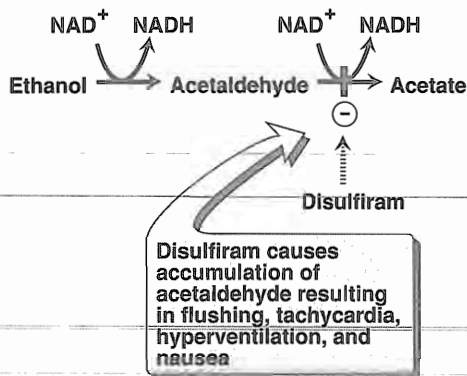 NAD+ NADH NAD+ NADH
Ethanol Acetaldehyde Acetate
−
Disulfiram
Disulfiram causes
accumulation of
acetaldehyde resulting
in flushing, tachycardia,
hyperventilation, and
nausea